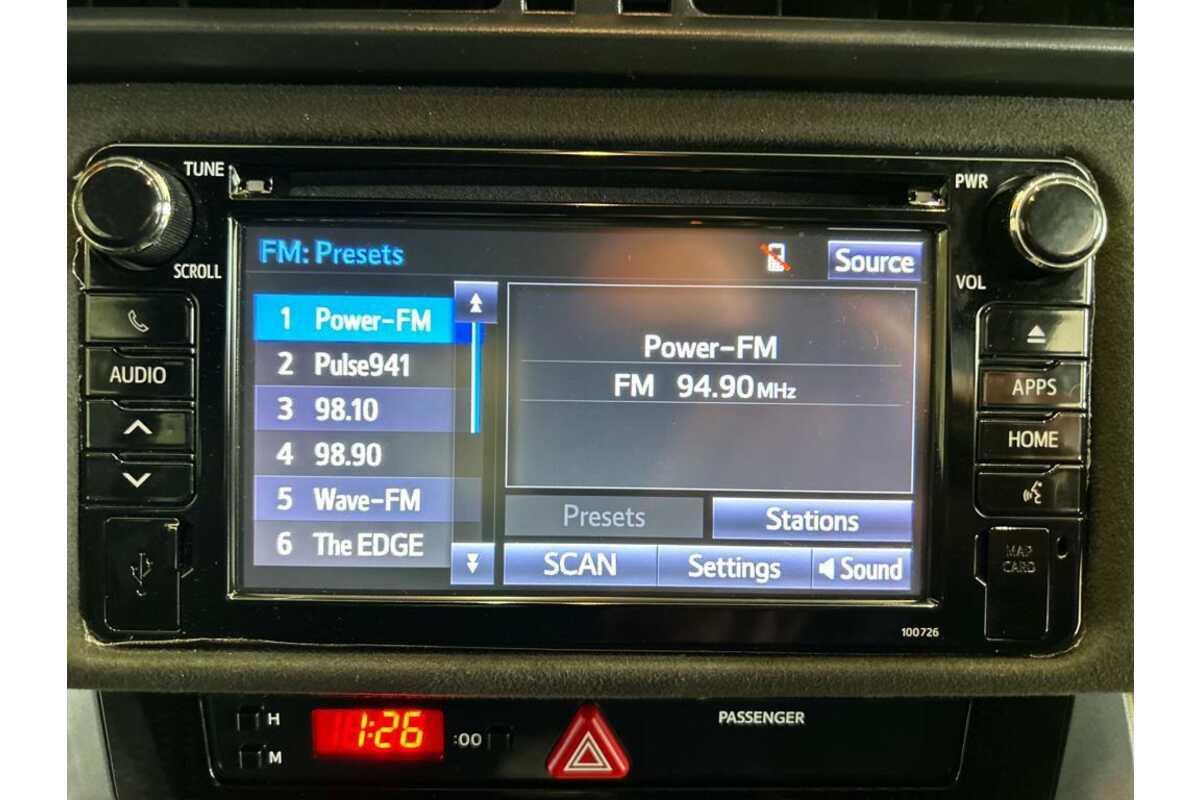 TUNE
PWR
SCROLL
VOL
FM: Presets
Source
1 Power-FM
2 Pulse941
3 98.10
4 98.90
5 Wave-FM
6 The EDGE
Power-FM
FM 94.90 MHz
Presets
Stations
SCAN
Settings
Sound
AUDIO
APPS
HOME
MAP
CARD
100726
H
M
1:26
:00
PASSENGER